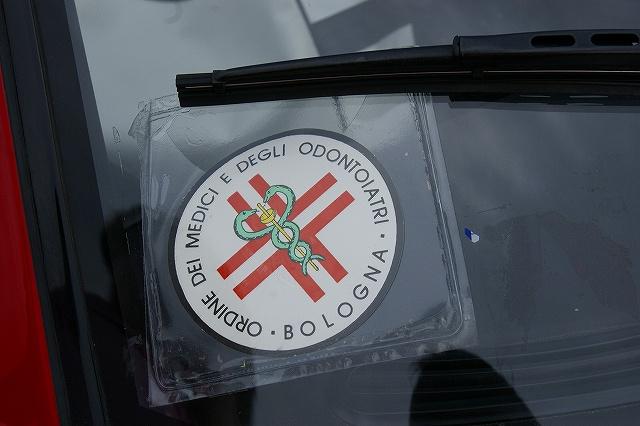 ORDINE DEI MEDICI E DEGLI ODONTOIATRI
· BOLOGNA ·